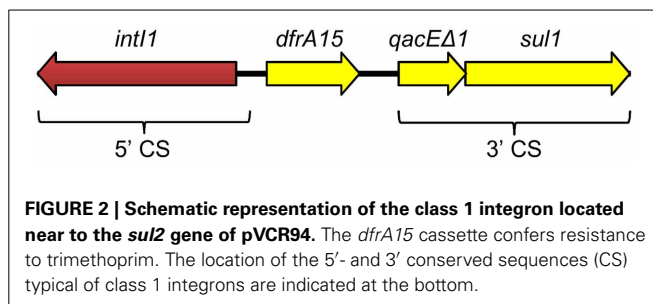 intI1 dfrA15 qacEΔ1 sul1
5' CS 3' CS
FIGURE 2 | Schematic representation of the class 1 integron located
near to the sul2 gene of pVCR94. The dfrA15 cassette confers resistance
to trimethoprim. The location of the 5′- and 3′ conserved sequences (CS)
typical of class 1 integrons are indicated at the bottom.